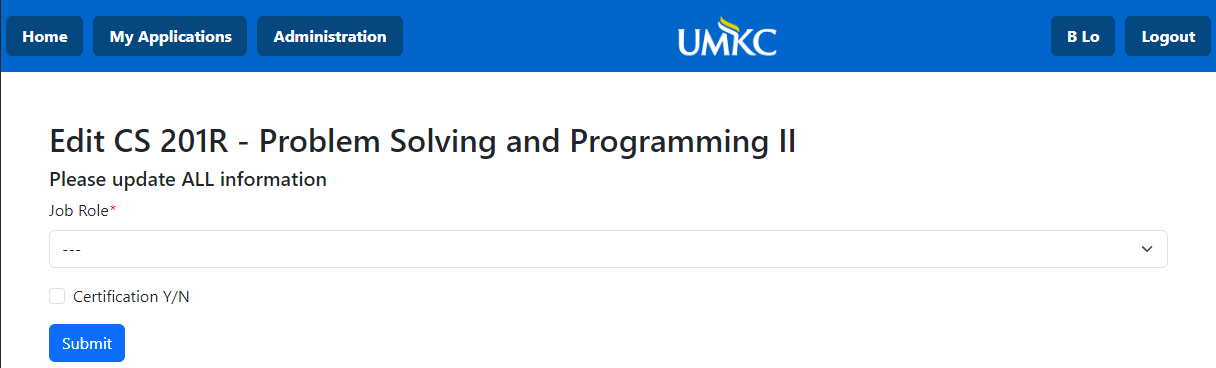 Home My Applications Administration UMKC B Lo Logout
Edit CS 201R - Problem Solving and Programming II
Please update ALL information
Job Role*
---
Certification Y/N
Submit